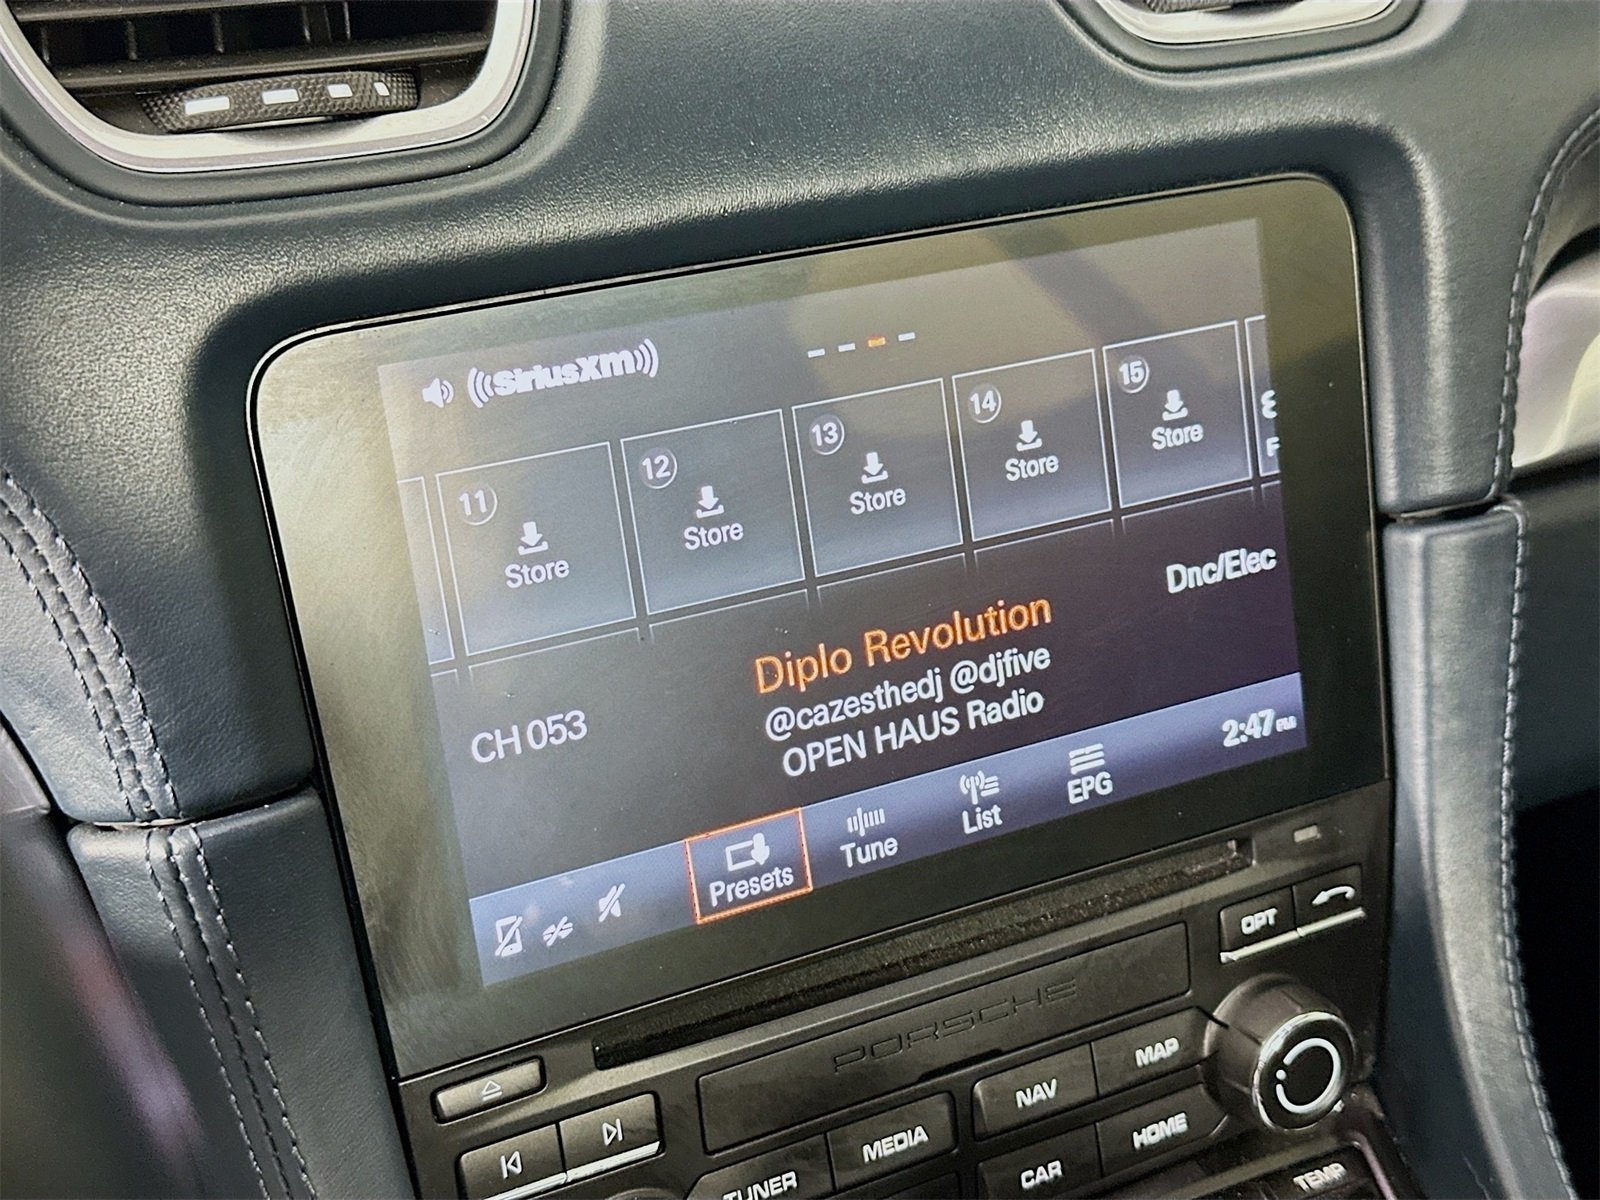 SiriusXM
11
Store
12
Store
13
Store
14
Store
15
Store
Dnc/Elec
Diplo Revolution
@cazesthedj @djfive
OPEN HAUS Radio
CH 053
2:47 PM
Presets
Tune
List
EPG
OPT
PORSCHE
NAV
MAP
TUNER
MEDIA
CAR
HOME
TEMP